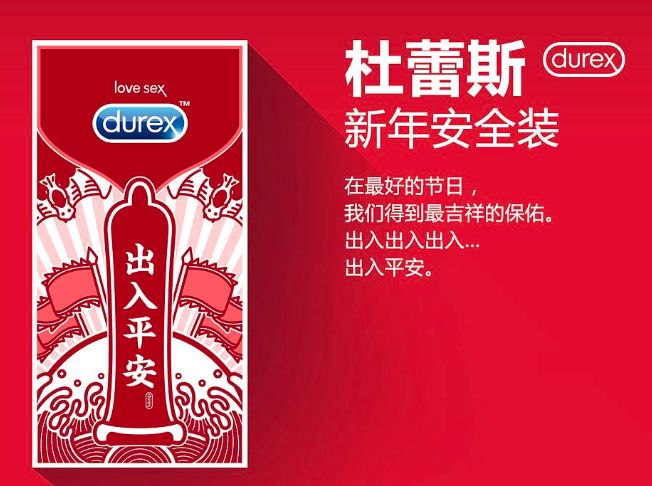 love sex
durex™
出入平安
杜蕾斯
durex
新年安全装
在最好的节日，
我们得到最吉祥的保佑。
出入出入出入...
出入平安。